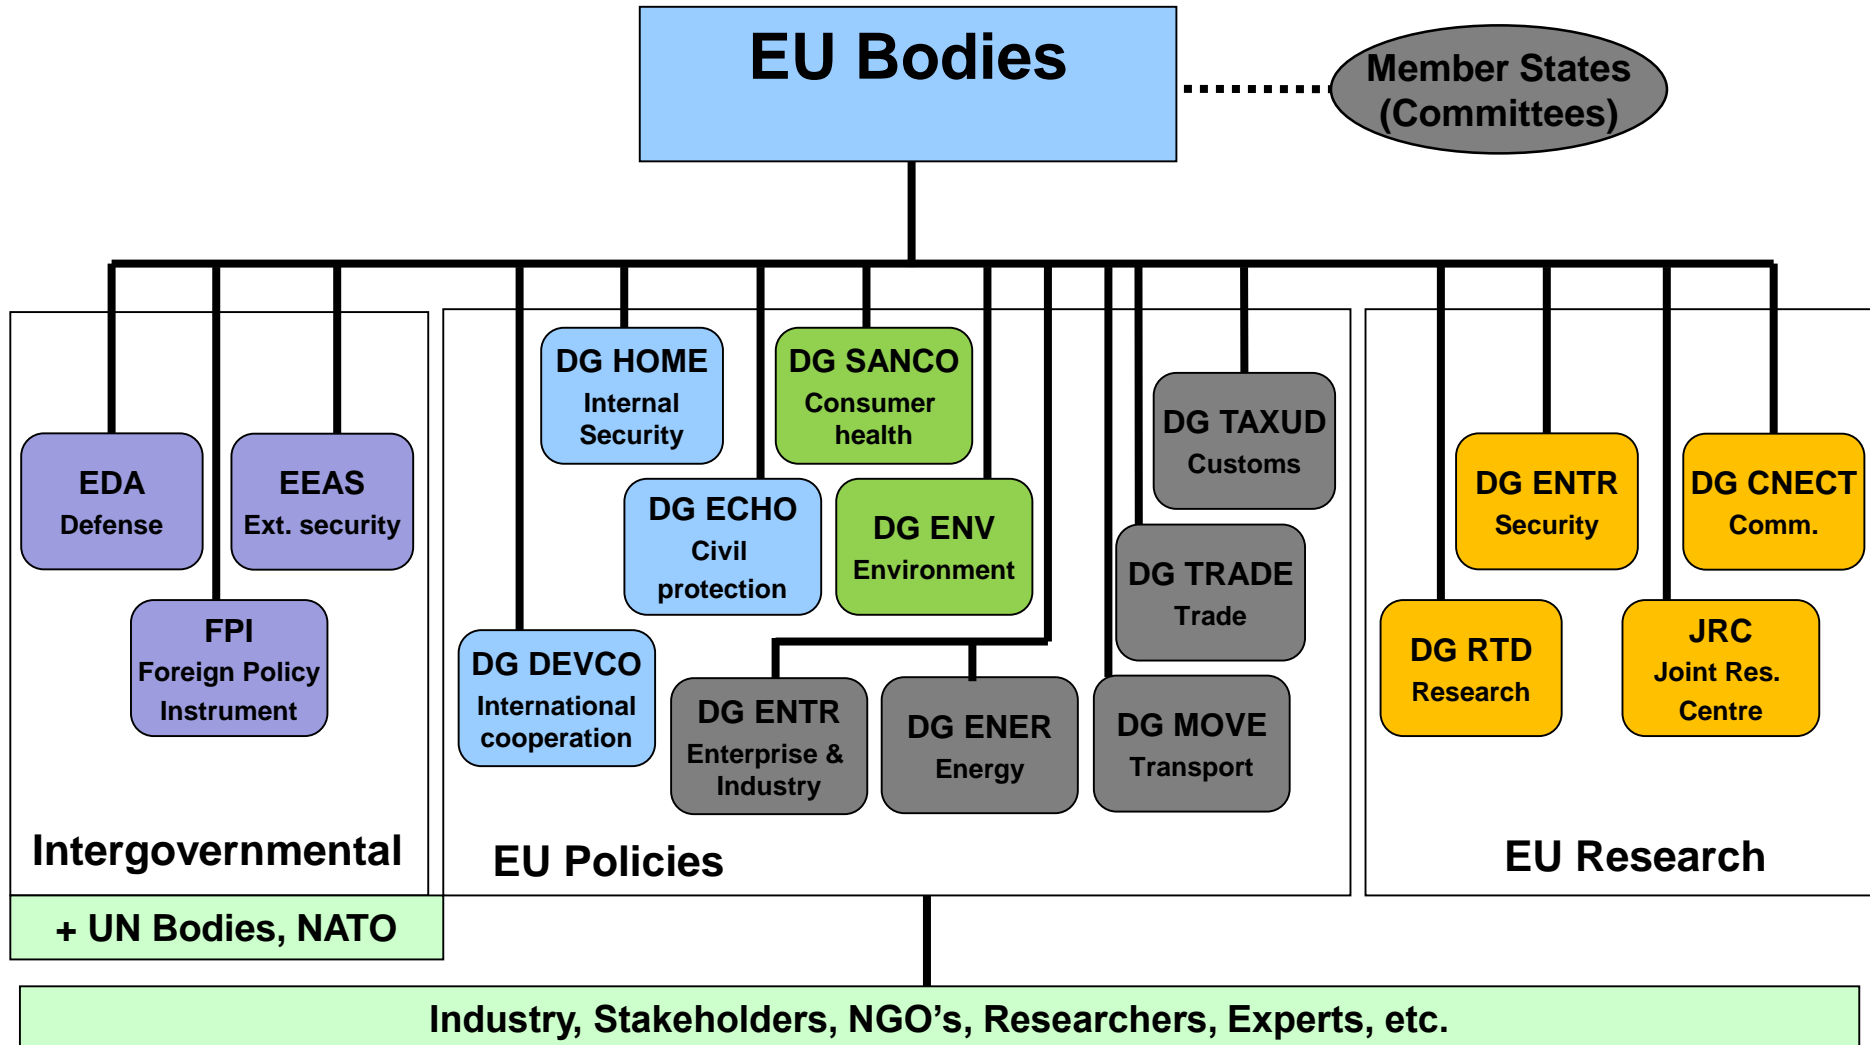 EU Bodies
Member States
(Committees)
EDA
Defense
EEAS
Ext. security
FPI
Foreign Policy
Instrument
Intergovernmental
+ UN Bodies, NATO
DG HOME
Internal
Security
DG SANCO
Consumer
health
DG ECHO
Civil
protection
DG ENV
Environment
DG DEVCO
International
cooperation
DG ENTR
Enterprise &
Industry
DG ENER
Energy
DG TAXUD
Customs
DG TRADE
Trade
DG MOVE
Transport
EU Policies
DG ENTR
Security
DG CNECT
Comm.
DG RTD
Research
JRC
Joint Res.
Centre
EU Research
Industry, Stakeholders, NGO’s, Researchers, Experts, etc.